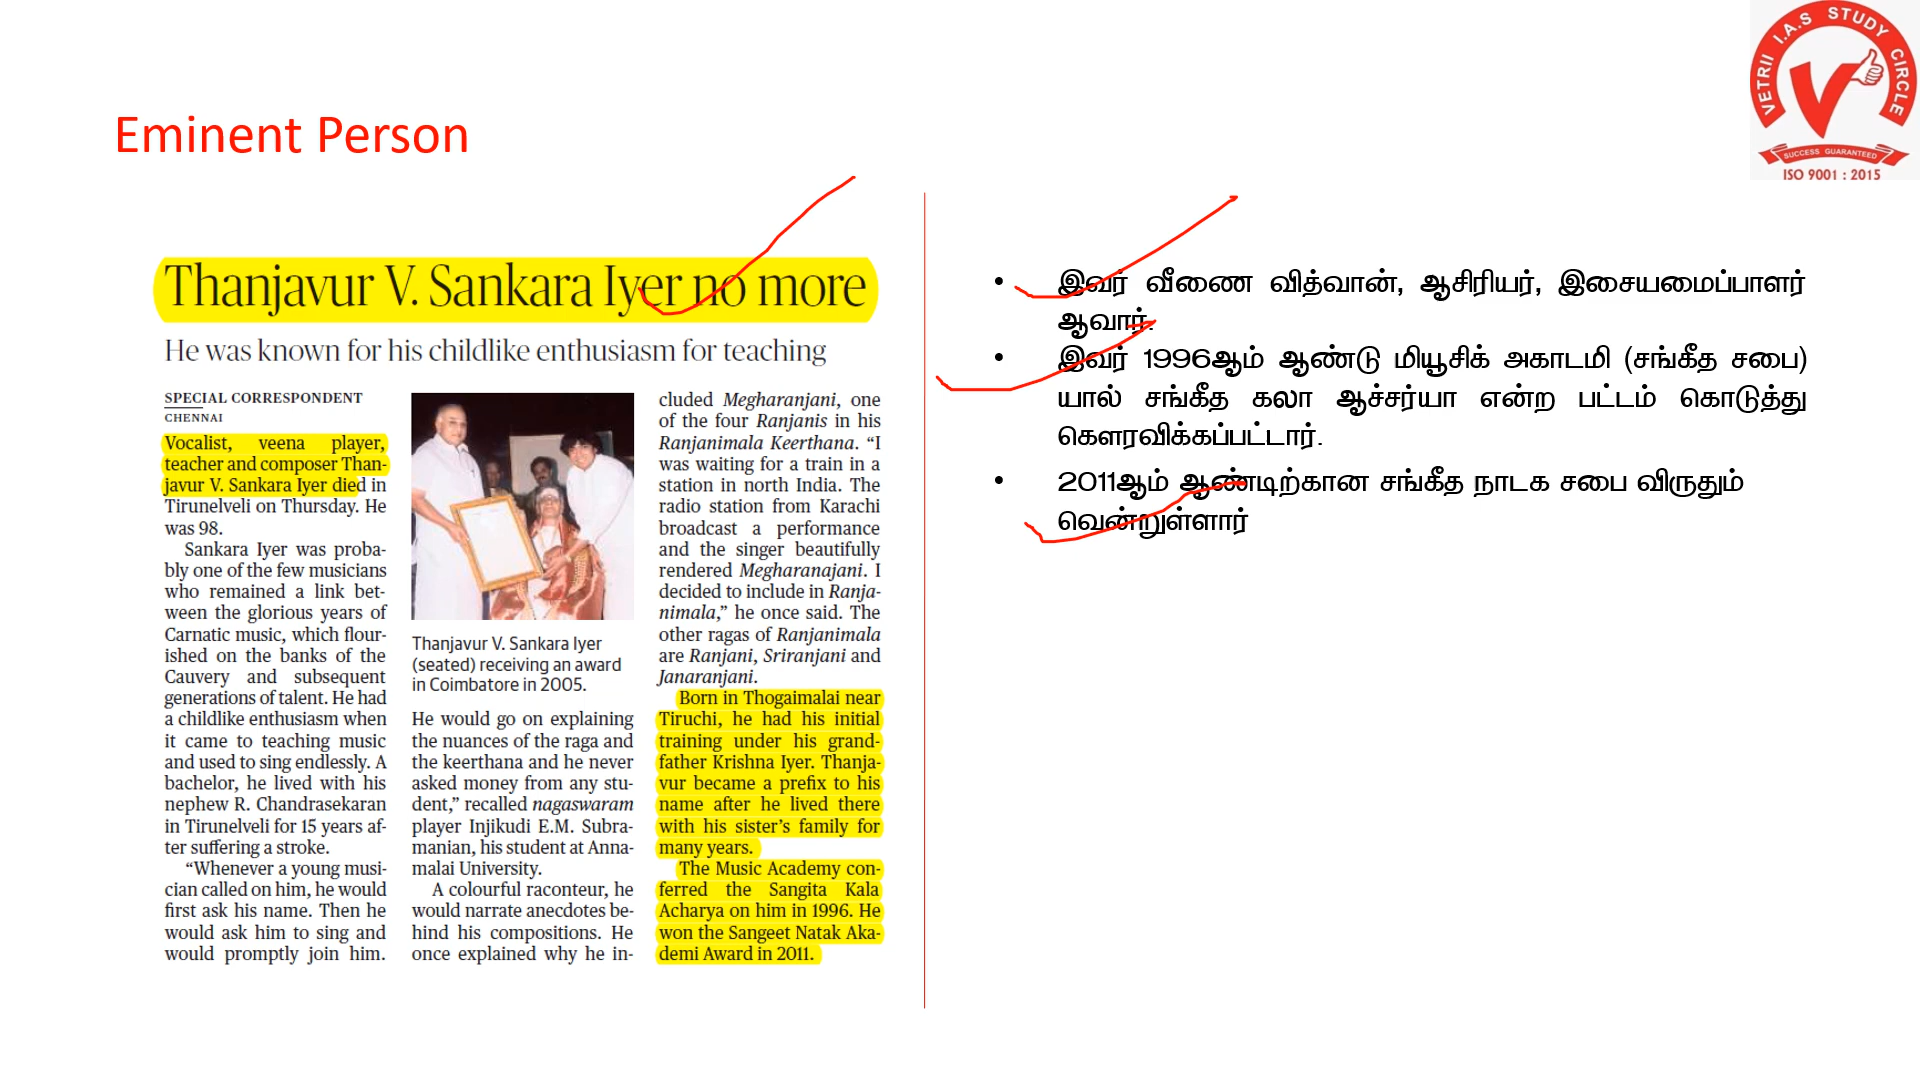 VETRII I.A.S STUDY CIRCLE
V
SUCCESS GUARANTEED
ISO 9001 : 2015
Eminent Person
Thanjavur V. Sankara Iyer no more
He was known for his childlike enthusiasm for teaching
SPECIAL CORRESPONDENT
CHENNAI
Vocalist, veena player,
teacher and composer Than-
javur V. Sankara Iyer died in
Tirunelveli on Thursday. He
was 98.
Sankara Iyer was proba-
bly one of the few musicians
who remained a link bet-
ween the glorious years of
Carnatic music, which flour-
ished on the banks of the
Cauvery and subsequent
generations of talent. He had
a childlike enthusiasm when
it came to teaching music
and used to sing endlessly. A
bachelor, he lived with his
nephew R. Chandrasekaran
in Tirunelveli for 15 years af-
ter suffering a stroke.
“Whenever a young musi-
cian called on him, he would
first ask his name. Then he
would ask him to sing and
would promptly join him.
Thanjavur V. Sankara Iyer
(seated) receiving an award
in Coimbatore in 2005.
He would go on explaining
the nuances of the raga and
the keerthana and he never
asked money from any stu-
dent,” recalled nagaswaram
player Injikudi E.M. Subra-
manian, his student at Anna-
malai University.
A colourful raconteur, he
would narrate anecdotes be-
hind his compositions. He
once explained why he in-
cluded Megharanjani, one
of the four Ranjanis in his
Ranjanimala Keerthana. “I
was waiting for a train in a
station in north India. The
radio station from Karachi
broadcast a performance
and the singer beautifully
rendered Megharanajani. I
decided to include in Ranja-
nimala,” he once said. The
other ragas of Ranjanimala
are Ranjani, Sriranjani and
Janaranjani.
Born in Thogaimalai near
Tiruchi, he had his initial
training under his grand-
father Krishna Iyer. Thanja-
vur became a prefix to his
name after he lived there
with his sister’s family for
many years.
The Music Academy con-
ferred the Sangita Kala
Acharya on him in 1996. He
won the Sangeet Natak Aka-
demi Award in 2011.
• இவர் வீணை வித்வான், ஆசிரியர், இசையமைப்பாளர்
ஆவார்.
• இவர் 1996ஆம் ஆண்டு மியூசிக் அகாடமி (சங்கீத சபை)
யால் சங்கீத கலா ஆச்சர்யா என்ற பட்டம் கொடுத்து
கௌரவிக்கப்பட்டார்.
• 2011ஆம் ஆண்டிற்கான சங்கீத நாடக சபை விருதும்
வென்றுள்ளார்